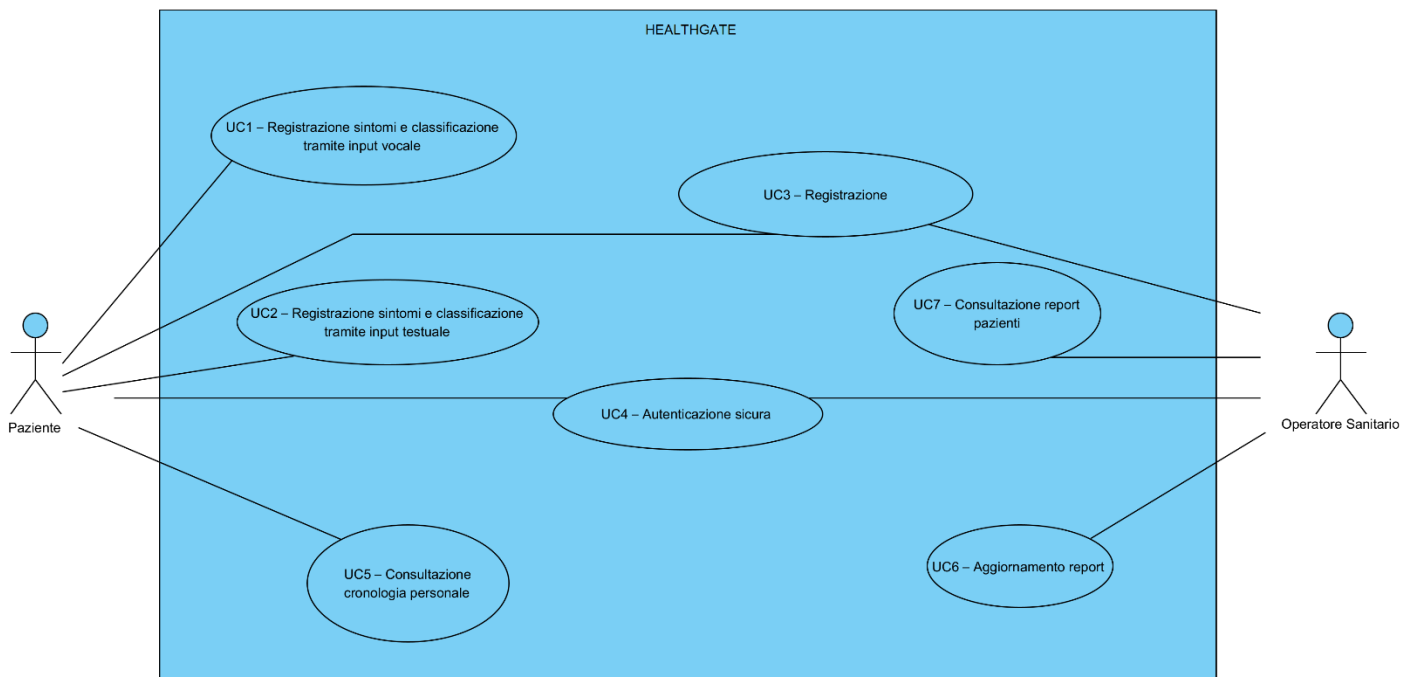 HEALTHGATE
UC1 – Registrazione sintomi e classificazione
tramite input vocale
UC3 – Registrazione
UC2 – Registrazione sintomi e classificazione
tramite input testuale
UC7 – Consultazione report
pazienti
UC4 – Autenticazione sicura
Paziente
Operatore Sanitario
UC5 – Consultazione
cronologia personale
UC6 – Aggiornamento report